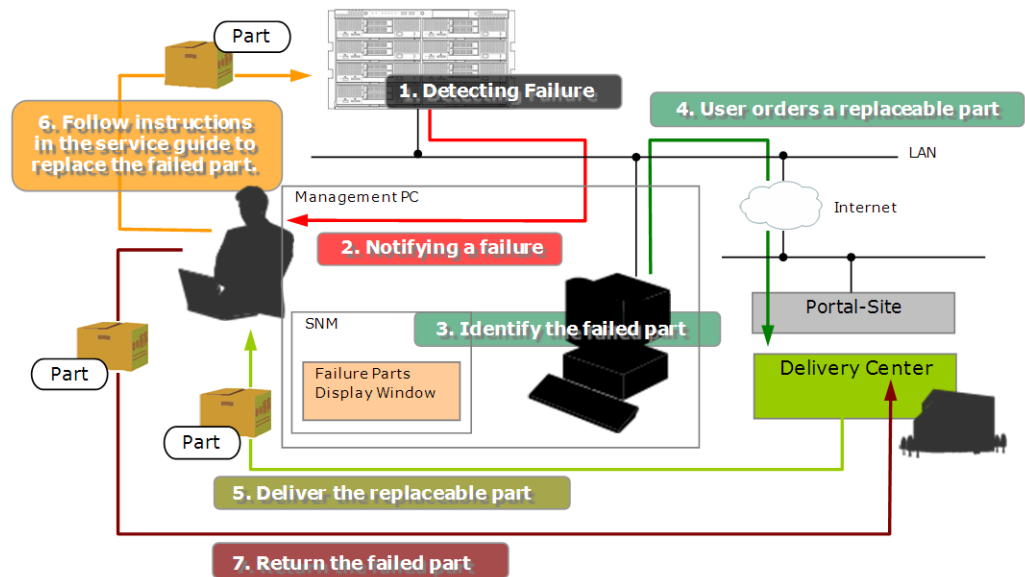 Part
1. Detecting Failure
4. User orders a replaceable part
6. Follow instructions
in the service guide to
replace the failed part.
LAN
Management PC
Internet
2. Notifying a failure
Portal-Site
SNM
3. Identify the failed part
Part
Failure Parts
Display Window
Delivery Center
Part
5. Deliver the replaceable part
7. Return the failed part